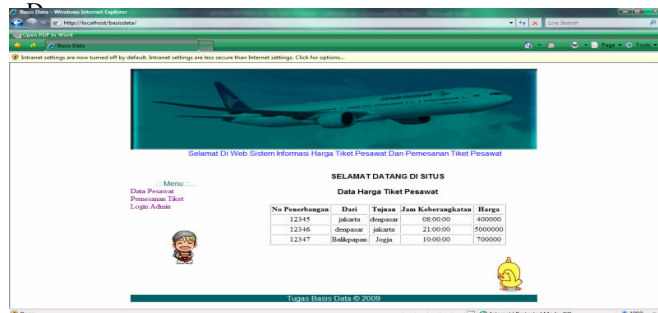 Basis Data - Windows Internet Explorer
http://localhost/basisdata/
Live Search
Open PDF in Word
Basis Data
Page
Tools
Intranet settings are now turned off by default. Intranet settings are less secure than Internet settings. Click for options...
Garuda Indonesia
Selamat Di Web Sistem Informasi Harga Tiket Pesawat Dan Pemesanan Tiket Pesawat
SELAMAT DATANG DI SITUS
.:: Menu ::..
Data Pesawat
Pemesanan Tiket
Login Admin
Data Harga Tiket Pesawat
No Penerbangan Dari Tujuan Jam Keberangkatan Harga
12345 jakarta denpasar 08:00:00 400000
12346 denpasar jakarta 21:00:00 5000000
12347 Balikpapan Jogja 10:00:00 700000
Tugas Basis Data © 2009